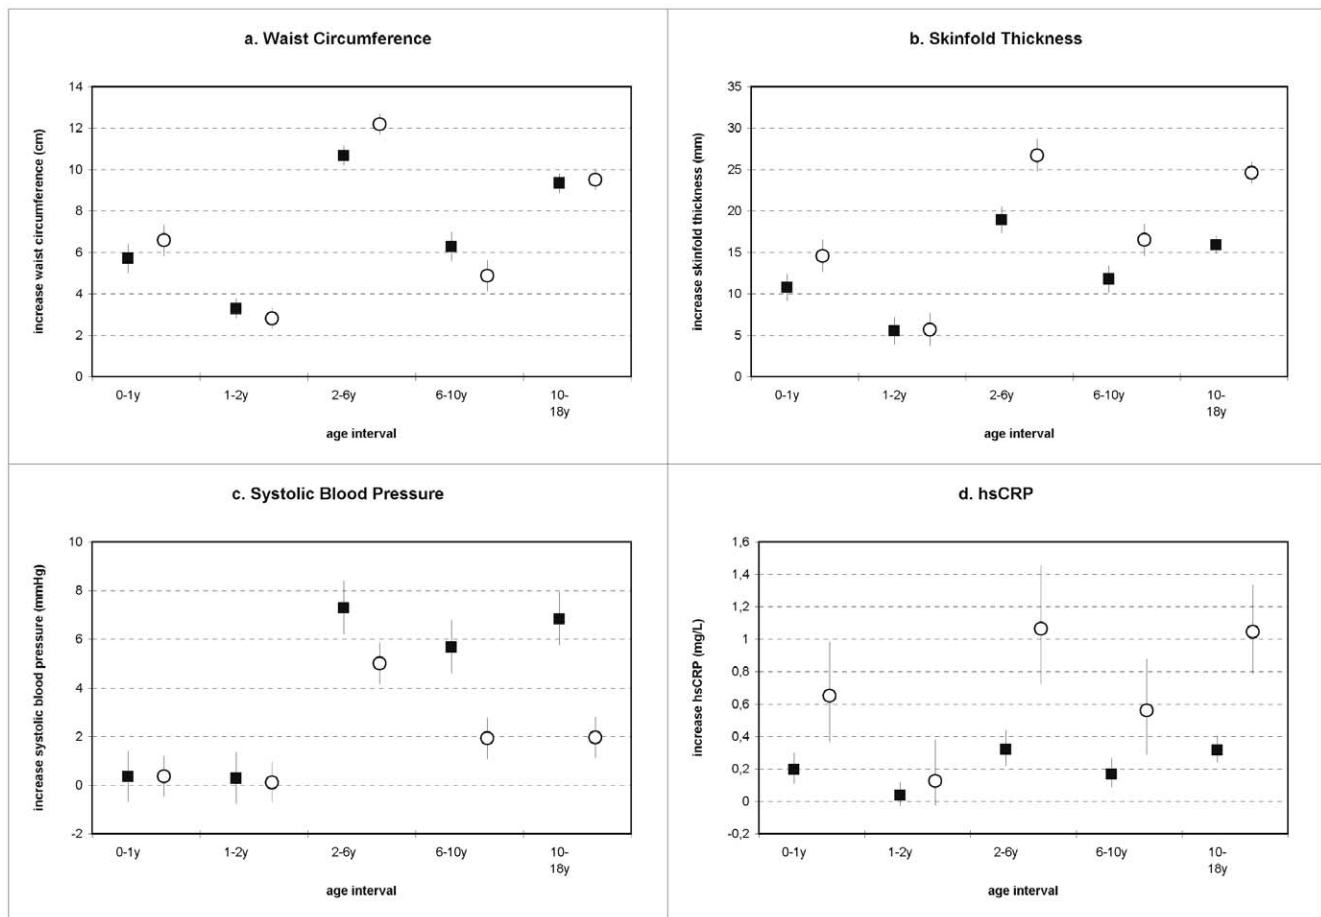 a. Waist Circumference
increase waist circumference (cm)
14
12
10
8
6
4
2
0
0-1y
1-2y
2-6y
6-10y
10-
18y
age interval
b. Skinfold Thickness
increase skinfold thickness (mm)
35
30
25
20
15
10
5
0
0-1y
1-2y
2-6y
6-10y
10-
18y
age interval
c. Systolic Blood Pressure
increase systolic blood pressure (mmHg)
10
8
6
4
2
0
-2
0-1y
1-2y
2-6y
6-10y
10-
18y
age interval
d. hsCRP
increase hsCRP (mg/L)
1,6
1,4
1,2
1
0,8
0,6
0,4
0,2
0
-0,2
0-1y
1-2y
2-6y
6-10y
10-
18y
age interval